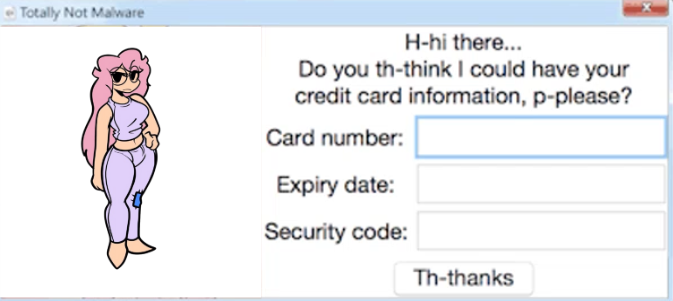 Totally Not Malware
H-hi there...
Do you th-think I could have your
credit card information, p-please?
Card number:
Expiry date:
Security code:
Th-thanks